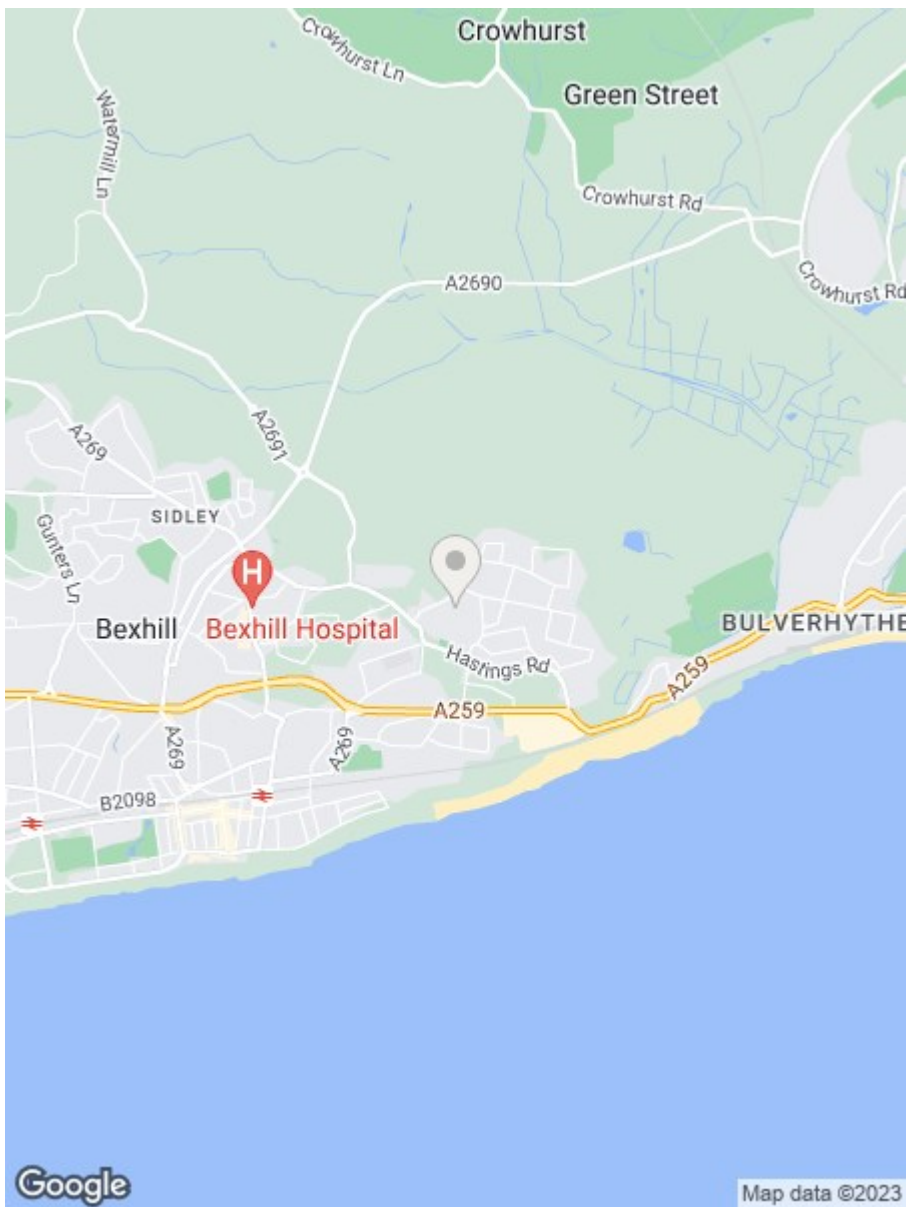 Crowhurst
Crowhurst Ln
Green Street
Watermill Ln
Crowhurst Rd
A2690
Crowhurst Rd
A2691
A269
SIDLEY
Gunters Ln
H
Bexhill
Bexhill Hospital
BULVERHYTHE
Hastings Rd
A259
A259
A269
A269
B2098
Google
Map data ©2023